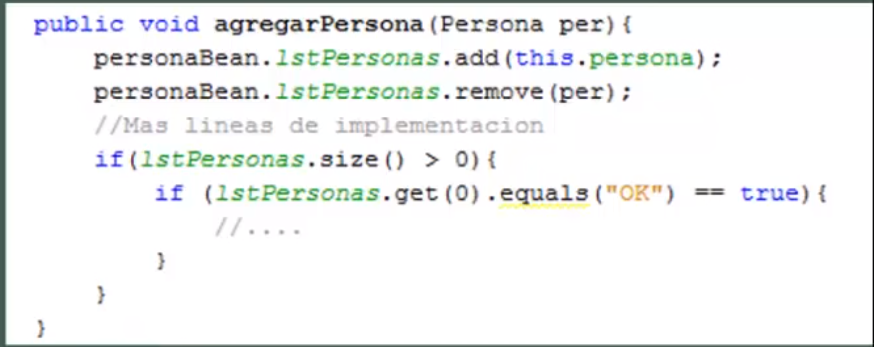 public void agregarPersona(Persona per){
personaBean.lstPersonas.add(this.persona);
personaBean.lstPersonas.remove(per);
//Mas lineas de implementacion
if(lstPersonas.size() > 0){
if (lstPersonas.get(0).equals("OK") == true){
//....
}
}
}